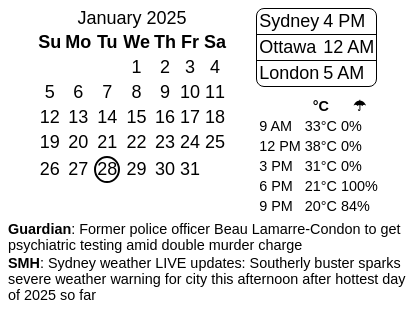 January 2025
Su Mo Tu We Th Fr Sa
1 2 3 4
5 6 7 8 9 10 11
12 13 14 15 16 17 18
19 20 21 22 23 24 25
26 27 28 29 30 31
Sydney 4 PM
Ottawa 12 AM
London 5 AM
°C ☂
9 AM 33°C 0%
12 PM 38°C 0%
3 PM 31°C 0%
6 PM 21°C 100%
9 PM 20°C 84%
Guardian: Former police officer Beau Lamarre-Condon to get
psychiatric testing amid double murder charge
SMH: Sydney weather LIVE updates: Southerly buster sparks
severe weather warning for city this afternoon after hottest day
of 2025 so far